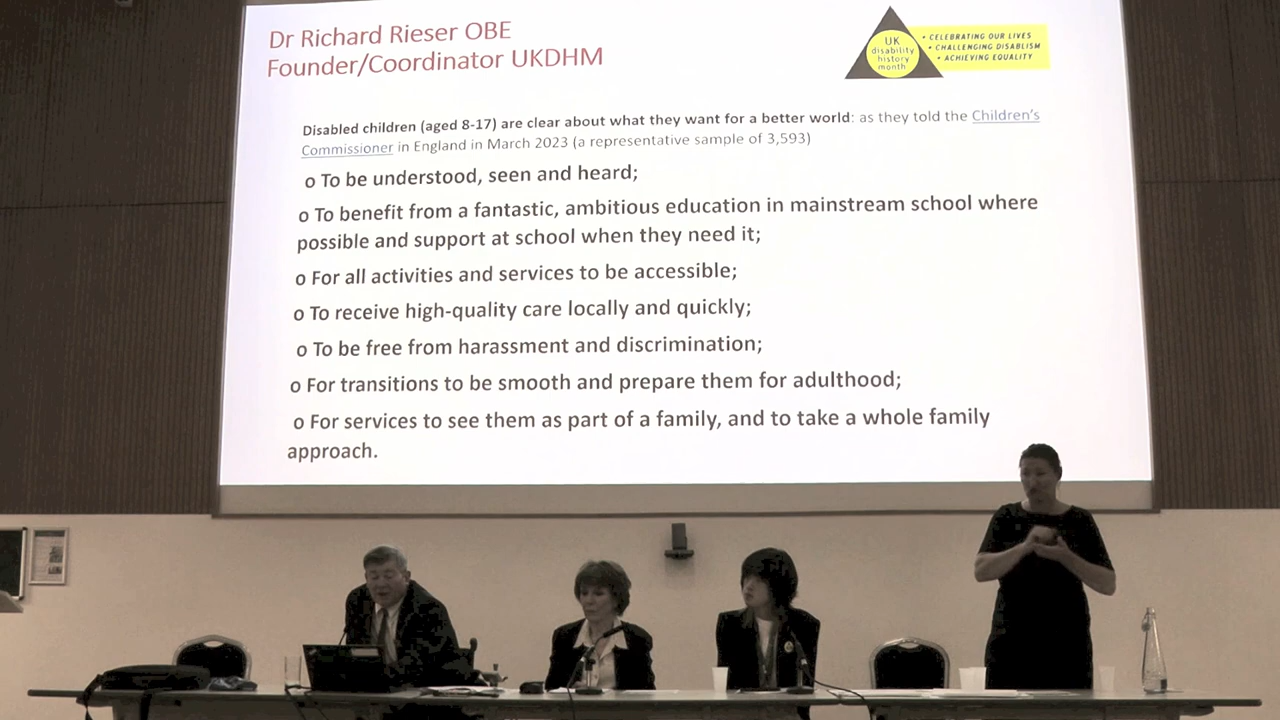 Dr Richard Rieser OBE
Founder/Coordinator UKDHM
UK
disability
history
month
• CELEBRATING OUR LIVES
• CHALLENGING DISABLISM
• ACHIEVING EQUALITY
Disabled children (aged 8-17) are clear about what they want for a better world: as they told the Children's
Commissioner in England in March 2023 (a representative sample of 3,593)
o To be understood, seen and heard;
o To benefit from a fantastic, ambitious education in mainstream school where
possible and support at school when they need it;
o For all activities and services to be accessible;
o To receive high-quality care locally and quickly;
o To be free from harassment and discrimination;
o For transitions to be smooth and prepare them for adulthood;
o For services to see them as part of a family, and to take a whole family
approach.